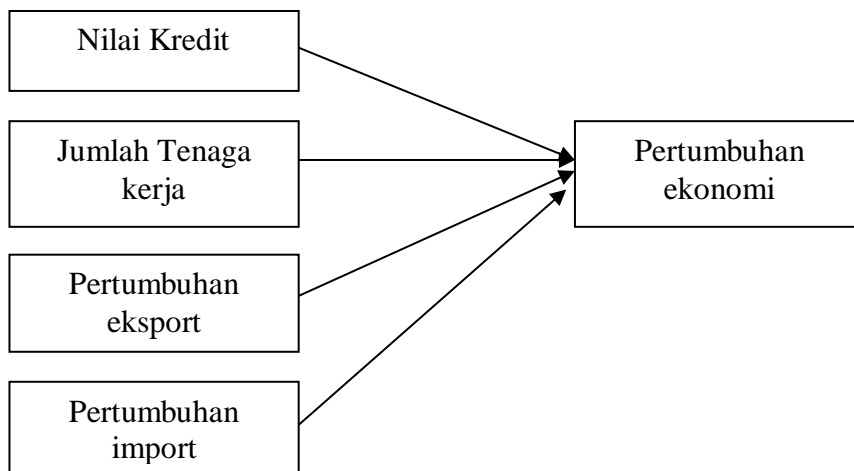 Nilai Kredit
Jumlah Tenaga
kerja
Pertumbuhan
ekonomi
Pertumbuhan
eksport
Pertumbuhan
import